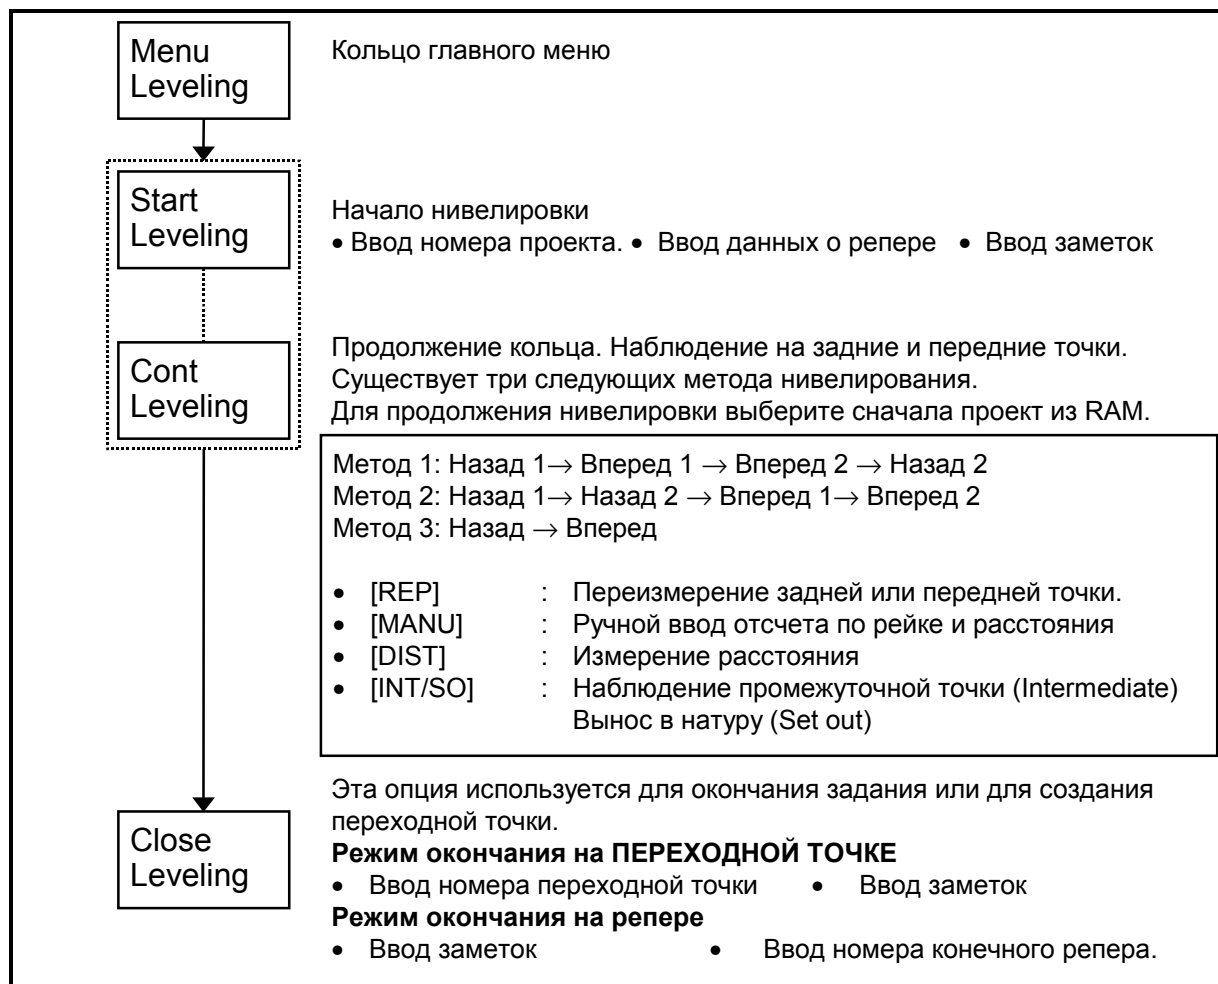 Menu
Leveling
Кольцо главного меню
Start
Leveling
Начало нивелировки
• Ввод номера проекта. • Ввод данных о репере • Ввод заметок
Cont
Leveling
Продолжение кольца. Наблюдение на задние и передние точки.
Существует три следующих метода нивелирования.
Для продолжения нивелировки выберите сначала проект из RAM.
Метод 1: Назад 1→ Вперед 1 → Вперед 2 → Назад 2
Метод 2: Назад 1→ Назад 2 → Вперед 1→ Вперед 2
Метод 3: Назад → Вперед
• [REP] : Переизмерение задней или передней точки.
• [MANU] : Ручной ввод отсчета по рейке и расстояния
• [DIST] : Измерение расстояния
• [INT/SO] : Наблюдение промежуточной точки (Intermediate)
Вынос в натуру (Set out)
Close
Leveling
Эта опция используется для окончания задания или для создания
переходной точки.
Режим окончания на ПЕРЕХОДНОЙ ТОЧКЕ
• Ввод номера переходной точки • Ввод заметок
Режим окончания на репере
• Ввод заметок • Ввод номера конечного репера.